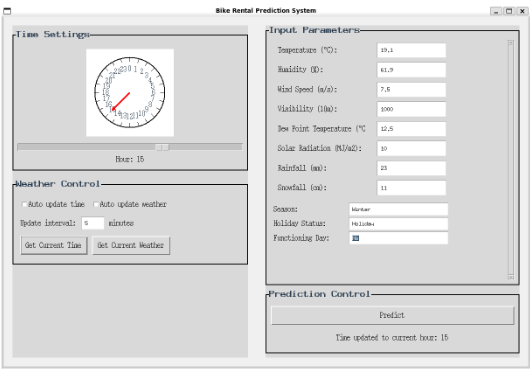 Bike Rental Prediction System
Time Settings
Hour: 15
Weather Control
Auto update time
Auto update weather
Update interval: 5 minutes
Get Current Time
Get Current Weather
Input Parameters
Temperature (°C): 19,1
Humidity (%): 61,9
Wind Speed (m/s): 7,5
Visibility (10m): 1000
Dew Point Temperature (°C 12,5
Solar Radiation (MJ/m2): 10
Rainfall (mm): 23
Snowfall (cm): 11
Season: Winter
Holiday Status: Holiday
Functioning Day:
Prediction Control
Predict
Time updated to current hour: 15